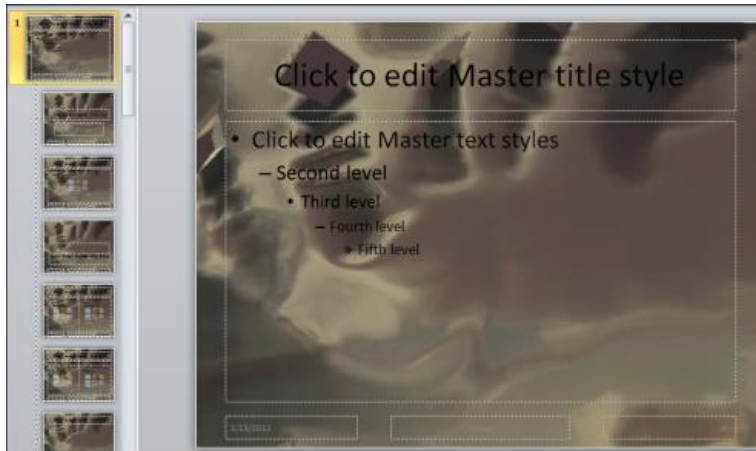 1
Click to edit Master title style
• Click to edit Master text styles
– Second level
• Third level
– Fourth level
» Fifth level